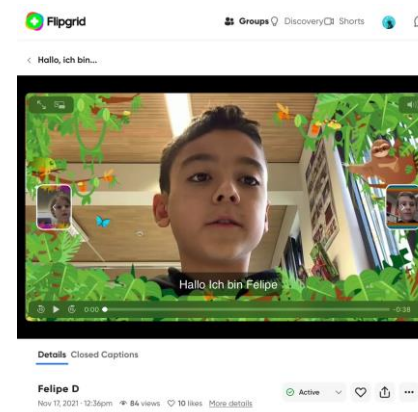 Flipgrid
Groups Discovery Shorts
< Hallo, ich bin...
Hallo Ich bin Felipe
0:00
-0:38
Details Closed Captions
Felipe D
Active
Nov 17, 2021 · 12:36pm 84 views 10 likes More details